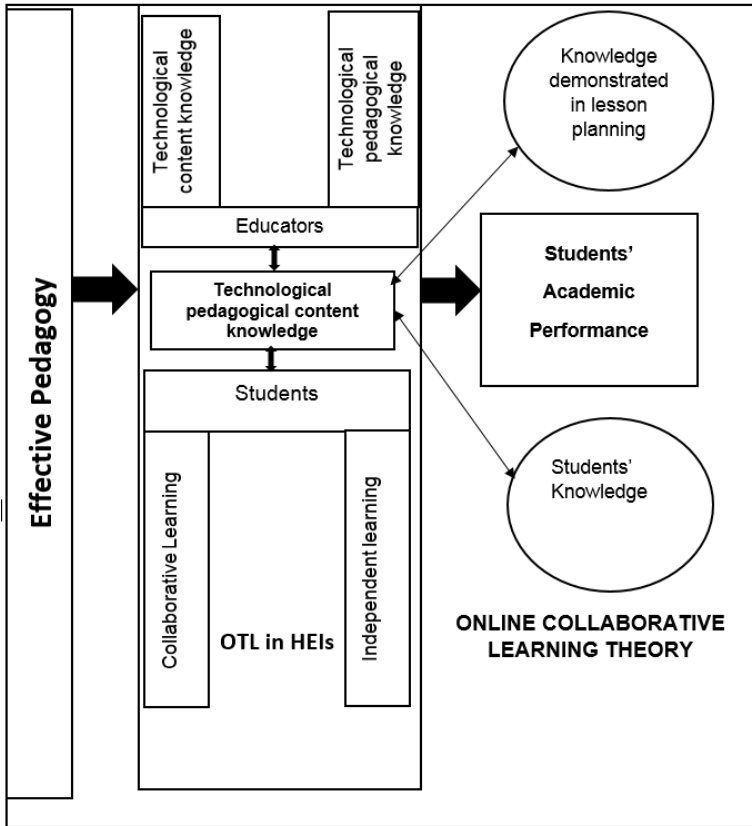 Effective Pedagogy
Technological
content knowledge
Technological
pedagogical
knowledge
Educators
Technological
pedagogical content
knowledge
Students
Collaborative Learning
Independent learning
OTL in HEIs
Knowledge
demonstrated
in lesson
planning
Students'
Academic
Performance
Students'
Knowledge
ONLINE COLLABORATIVE
LEARNING THEORY